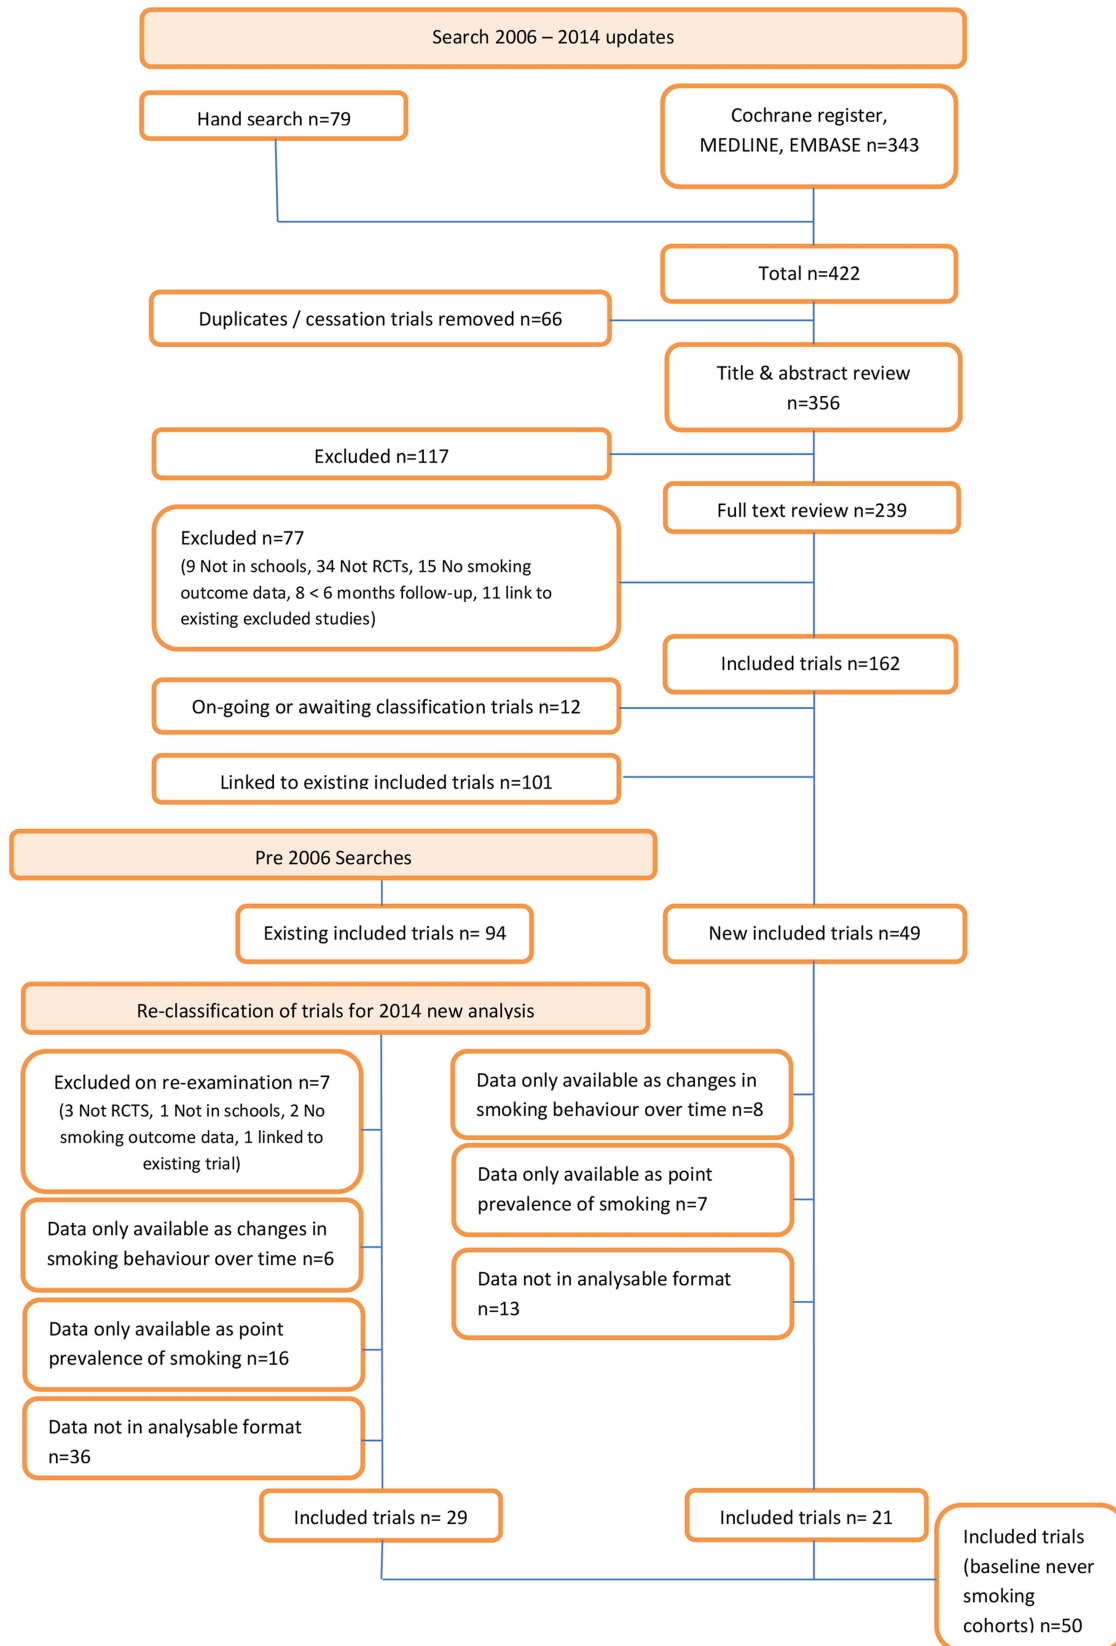 Search 2006 – 2014 updates
Hand search n=79
Cochrane register,
MEDLINE, EMBASE n=343
Total n=422
Duplicates / cessation trials removed n=66
Title & abstract review
n=356
Excluded n=117
Full text review n=239
Excluded n=77
(9 Not in schools, 34 Not RCTs, 15 No smoking
outcome data, 8 < 6 months follow-up, 11 link to
existing excluded studies)
Included trials n=162
On-going or awaiting classification trials n=12
Linked to existing included trials n=101
Pre 2006 Searches
Existing included trials n= 94
New included trials n=49
Re-classification of trials for 2014 new analysis
Excluded on re-examination n=7
(3 Not RCTS, 1 Not in schools, 2 No
smoking outcome data, 1 linked to
existing trial)
Data only available as changes in
smoking behaviour over time n=6
Data only available as point
prevalence of smoking n=16
Data not in analysable format
n=36
Data only available as changes in
smoking behaviour over time n=8
Data only available as point
prevalence of smoking n=7
Data not in analysable format
n=13
Included trials n= 29
Included trials n= 21
Included trials
(baseline never
smoking
cohorts) n=50